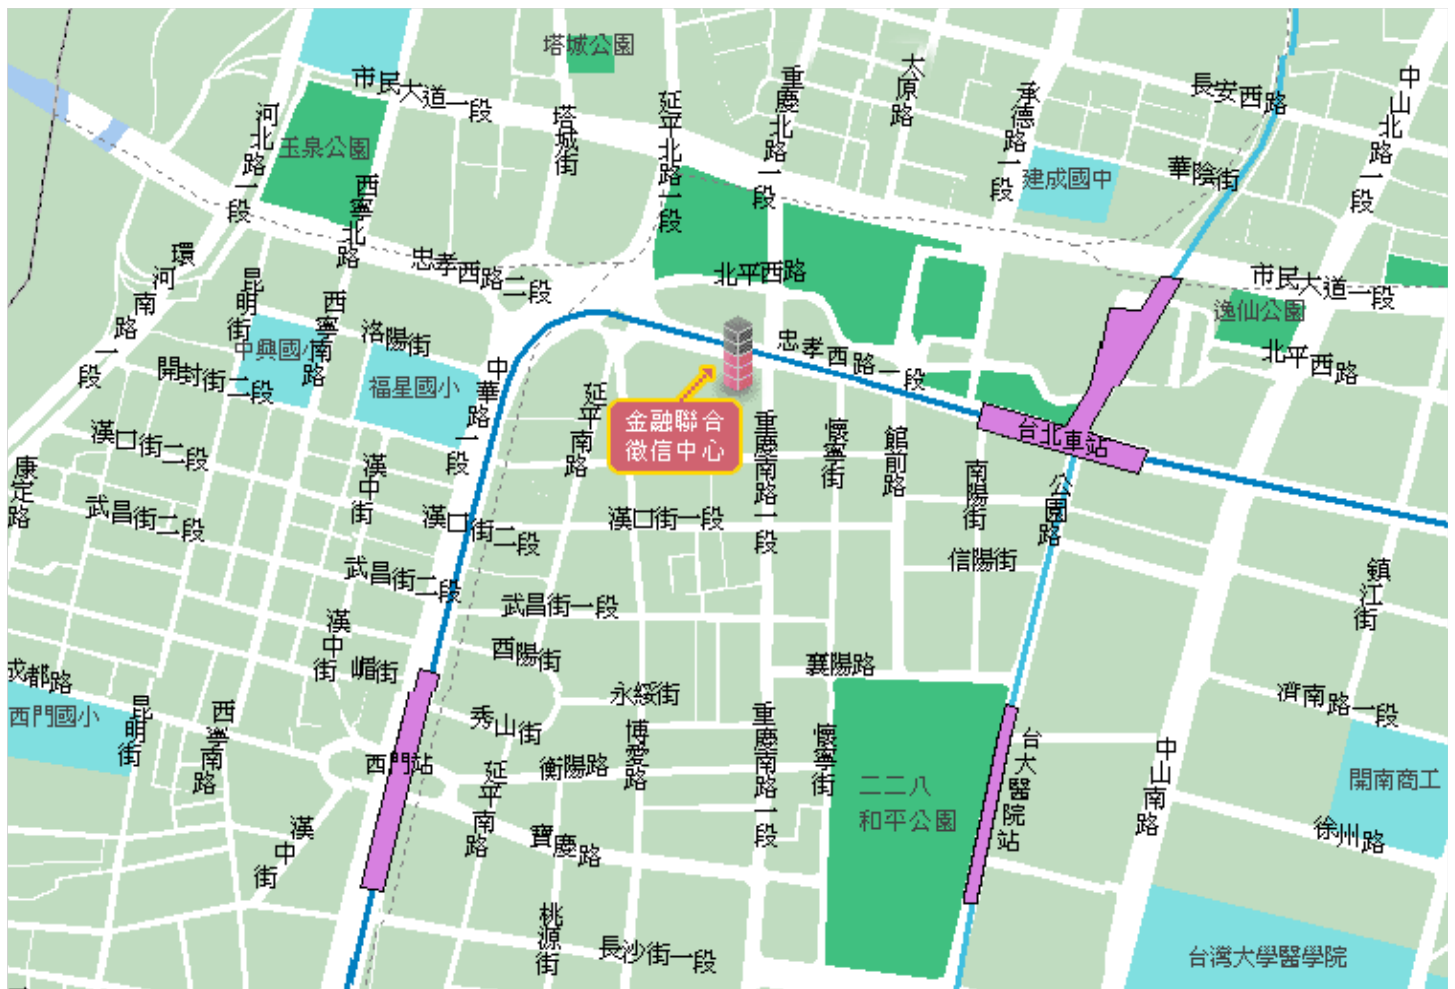 塔城公園
市民大道一段
河北路一段
玉泉公園
西寧北路
塔城街
延平北路一段
重慶北路一段
太原路
承德路一段
長安西路
中山北路一段
華陰街
建成國中
環河南路一段
昆明街
忠孝西路二段
西寧南路
洛陽街
中興國小
開封街二段
福星國小
北平西路
忠孝西路一段
市民大道一段
逸仙公園
北平西路
中華路一段
延平南路
金融聯合
徵信中心
重慶南路一段
懷寧街
館前路
台北車站
南陽街
公園路
漢口街二段
康定路
武昌街二段
漢中街
漢口街二段
漢口街一段
信陽街
鎮江街
武昌街二段
武昌街一段
漢中街
峨嵋街
酉陽街
襄陽路
成都路
西門國小
昆明街
西寧南路
永綏街
秀山街
博愛路
重慶南路一段
懷寧街
濟南路一段
西門站
延平南路
衡陽路
二二八
和平公園
台大醫院站
中山南路
開南商工
徐州路
漢中街
寶慶路
桃源街
長沙街一段
台灣大學醫學院